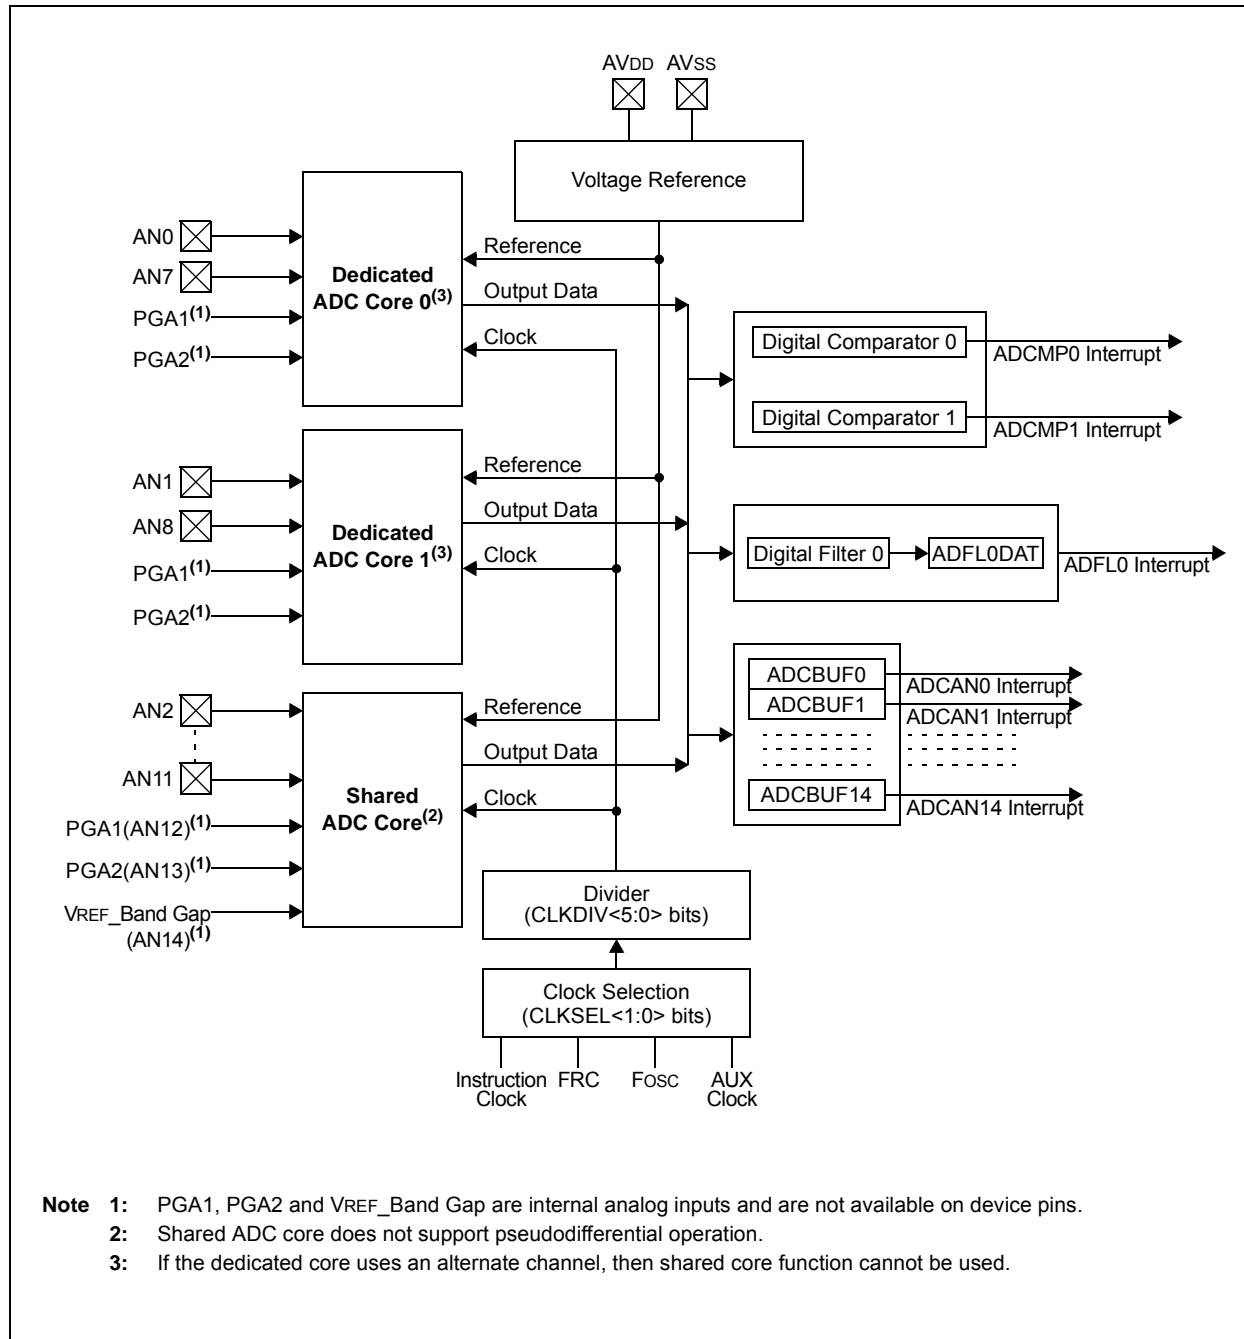 AVDD AVSS
Voltage Reference
AN0
AN7
PGA1(1)
PGA2(1)
Dedicated
ADC Core 0(3)
Reference
Output Data
Clock
AN1
AN8
PGA1(1)
PGA2(1)
Dedicated
ADC Core 1(3)
Reference
Output Data
Clock
AN2
AN11
PGA1(AN12)(1)
PGA2(AN13)(1)
VREF_Band Gap
(AN14)(1)
Shared
ADC Core(2)
Reference
Output Data
Clock
Digital Comparator 0
ADCMP0 Interrupt
Digital Comparator 1
ADCMP1 Interrupt
Digital Filter 0
ADFL0DAT
ADFL0 Interrupt
ADCBUF0
ADCAN0 Interrupt
ADCBUF1
ADCAN1 Interrupt
ADCBUF14
ADCAN14 Interrupt
Divider
(CLKDIV<5:0> bits)
Clock Selection
(CLKSEL<1:0> bits)
Instruction
Clock
FRC
FOSC
AUX
Clock
Note 1: PGA1, PGA2 and VREF_Band Gap are internal analog inputs and are not available on device pins.
2: Shared ADC core does not support pseudodifferential operation.
3: If the dedicated core uses an alternate channel, then shared core function cannot be used.